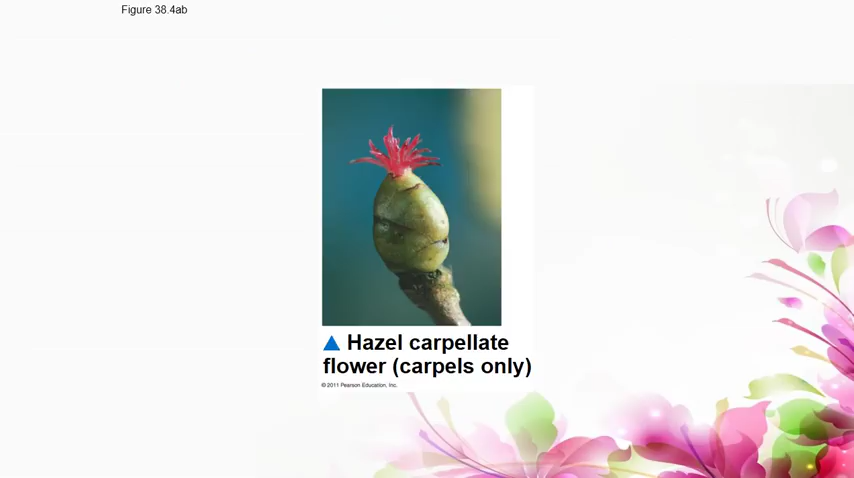 Figure 38.4ab
Hazel carpellate
flower (carpels only)
© 2011 Pearson Education, Inc.